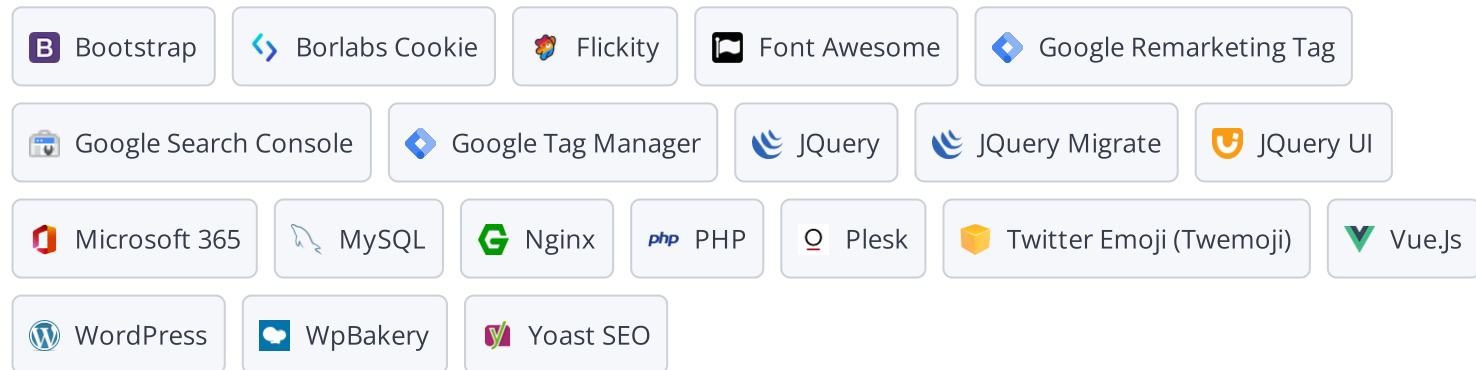 B Bootstrap Borlabs Cookie Flickity Font Awesome Google Remarketing Tag
Google Search Console Google Tag Manager JQuery JQuery Migrate JQuery UI
Microsoft 365 MySQL G Nginx php PHP Plesk Twitter Emoji (Twemoji) Vue.Js
W WordPress WpBakery y Yoast SEO